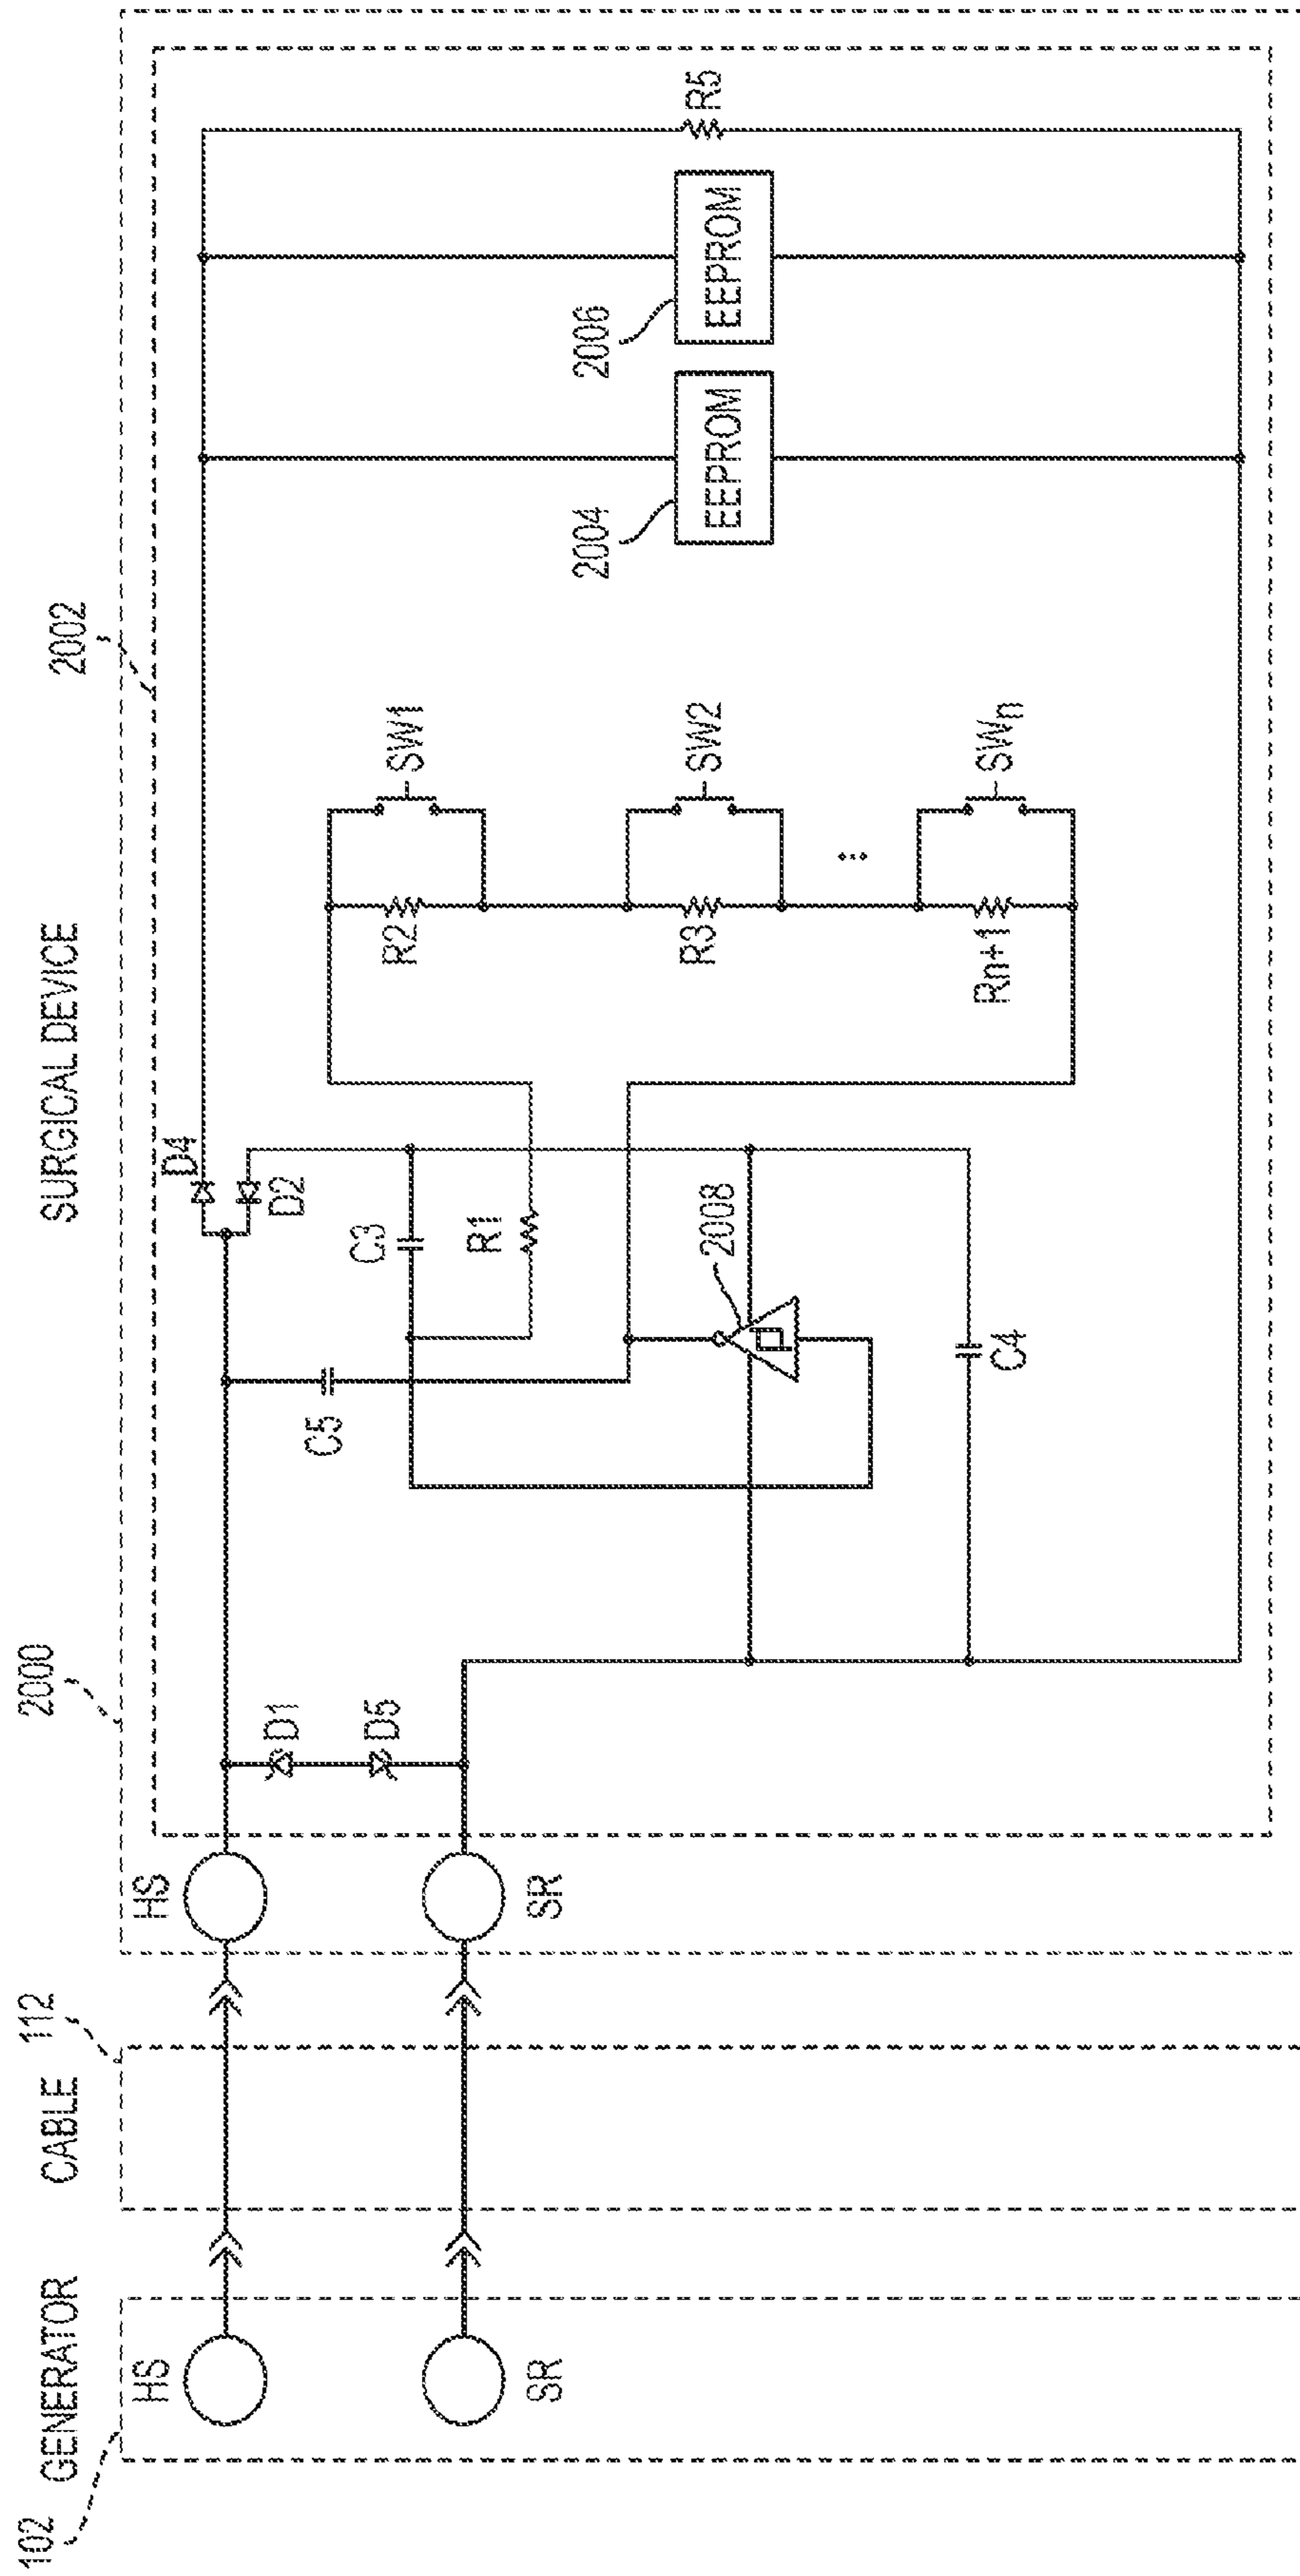 102
GENERATOR
CABLE
112
2000
SURGICAL DEVICE
2002
HS
SR
HS
SR
D1
D5
C5
D4
D2
C3
R1
2008
C4
R2
SW1
R3
SW2
...
Rn+1
SWn
2004
EEPROM
2006
EEPROM
R5